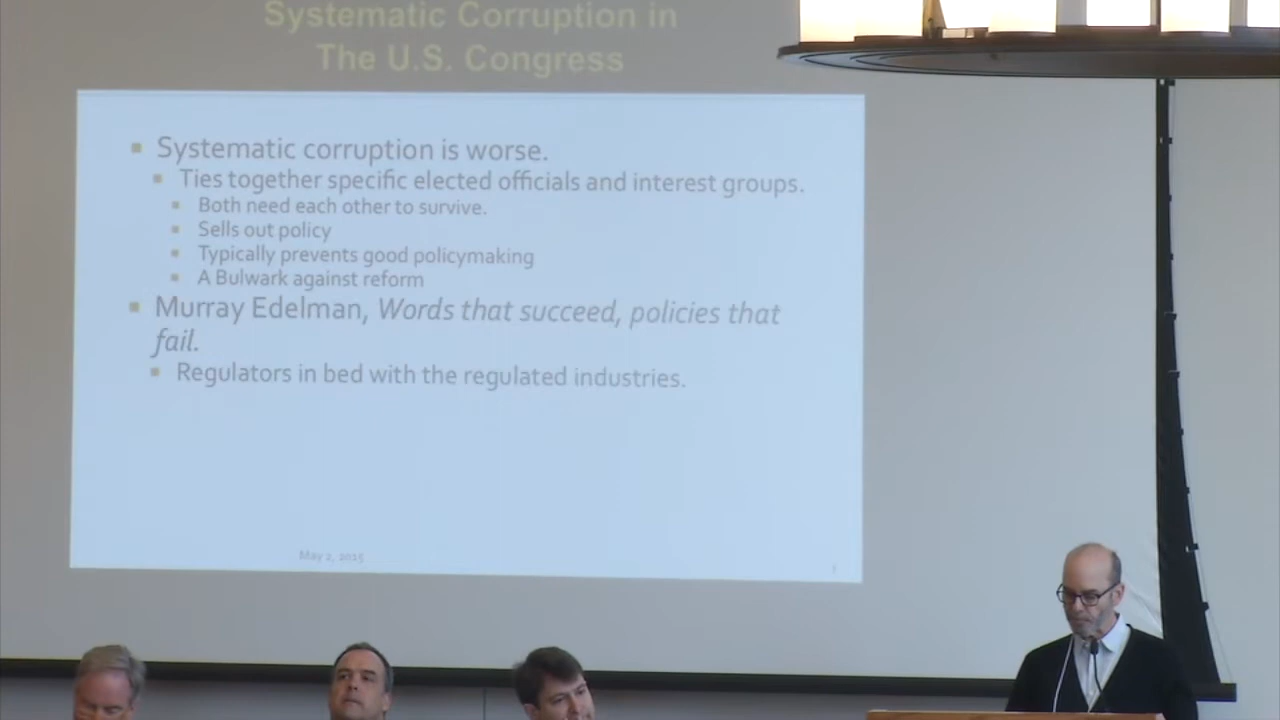 Systematic Corruption in
The U.S. Congress
Systematic corruption is worse.
Ties together specific elected officials and interest groups.
Both need each other to survive.
Sells out policy
Typically prevents good policymaking
A Bulwark against reform
Murray Edelman, Words that succeed, policies that
fail.
Regulators in bed with the regulated industries.
May 2, 2015